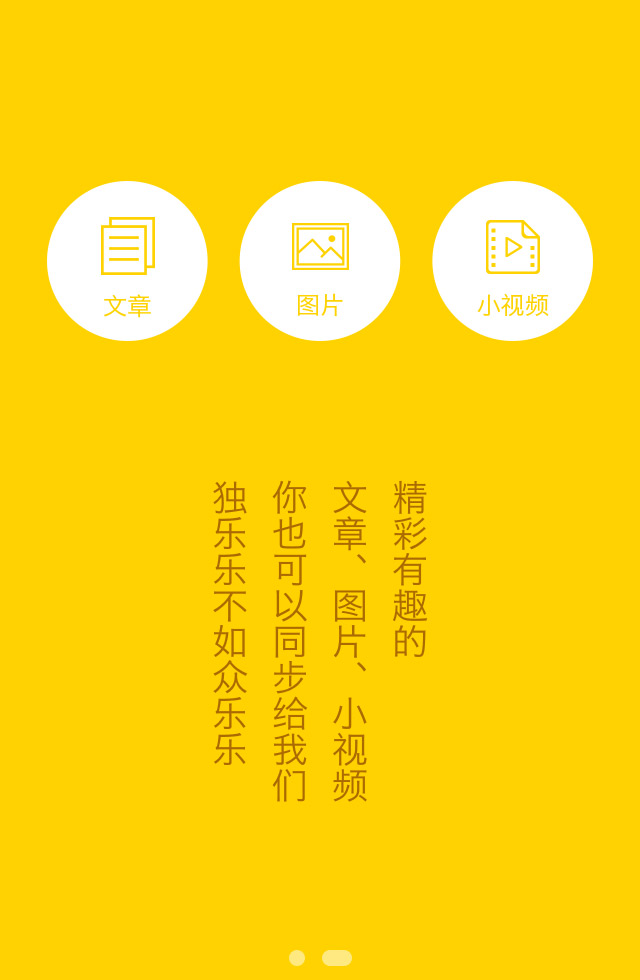 文章
图片
小视频
精彩有趣的
文章、图片、小视频
你也可以同步给我们
独乐乐不如众乐乐